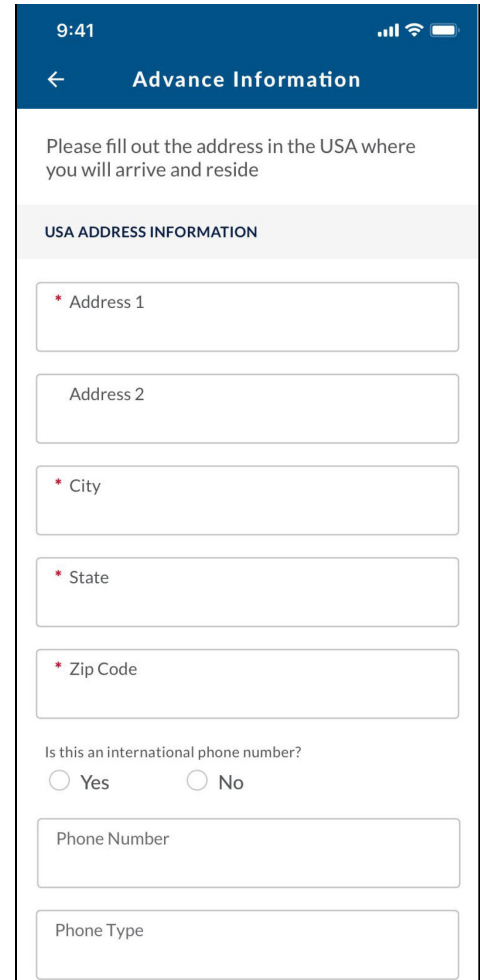 9:41
Advance Information
Please fill out the address in the USA where
you will arrive and reside
USA ADDRESS INFORMATION
* Address 1
Address 2
* City
* State
* Zip Code
Is this an international phone number?
Yes No
Phone Number
Phone Type